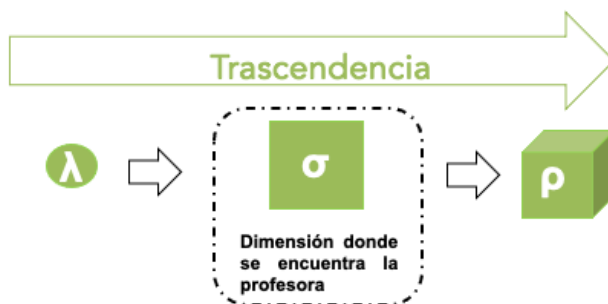 Trascendencia
λ
σ
ρ
Dimensión donde
se encuentra la
profesora